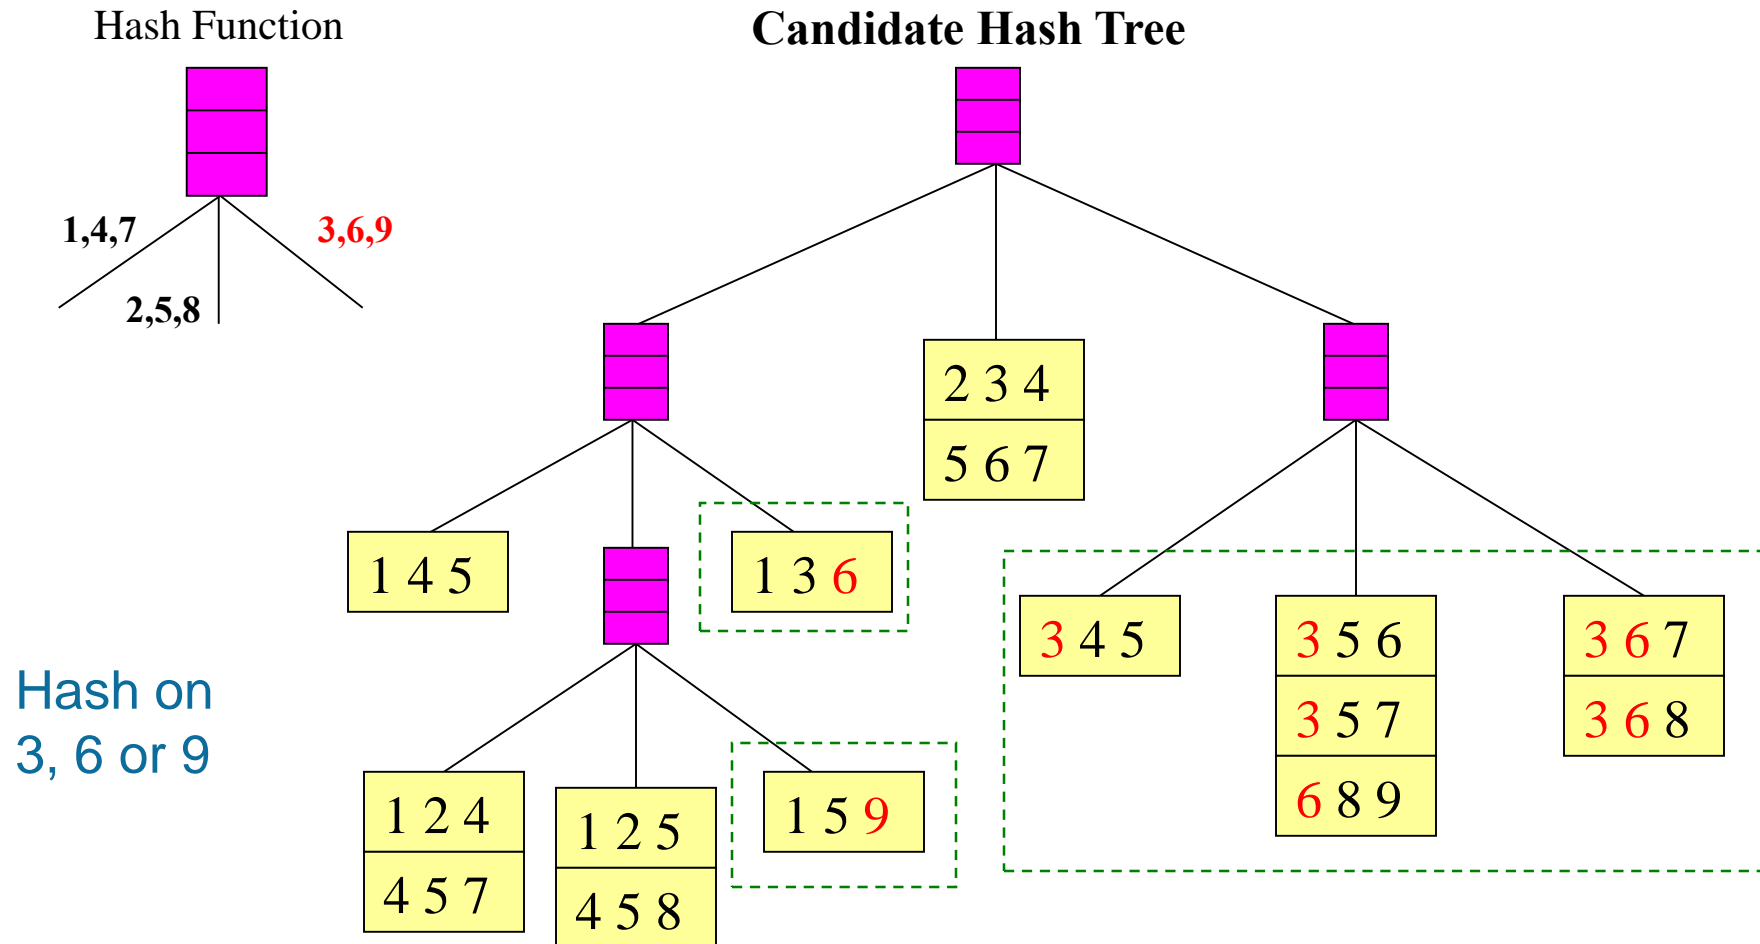 Hash Function
Candidate Hash Tree
1,4,7
3,6,9
2,5,8
2 3 4
5 6 7
1 4 5
1 3 6
3 4 5
3 5 6
3 6 7
3 5 7
3 6 8
6 8 9
Hash on
3, 6 or 9
1 2 4
1 2 5
1 5 9
4 5 7
4 5 8